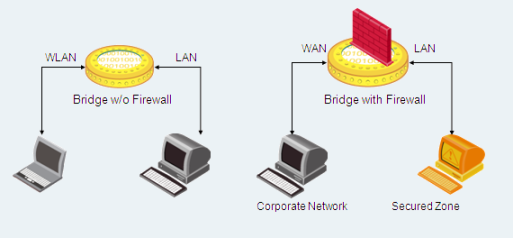 WLAN
LAN
Bridge w/o Firewall
WAN
LAN
Bridge with Firewall
Corporate Network
Secured Zone